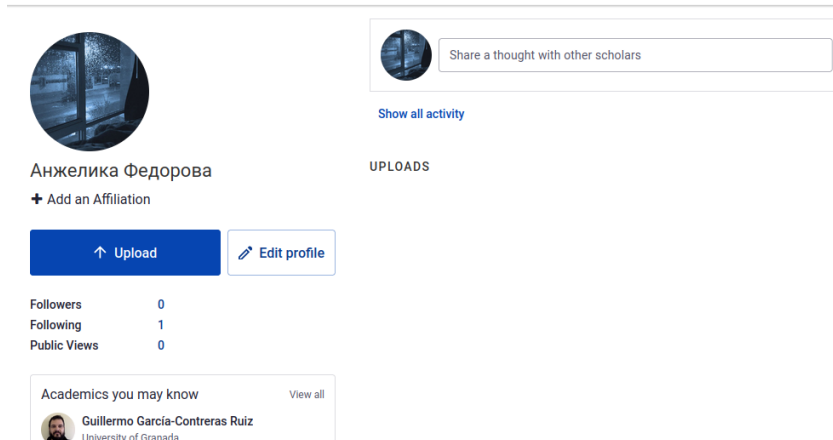 Анжелика Федорова
Add an Affiliation
Upload
Edit profile
Followers 0
Following 1
Public Views 0
Academics you may know View all
Guillermo García-Contreras Ruiz
University of Granada
Share a thought with other scholars
Show all activity
UPLOADS